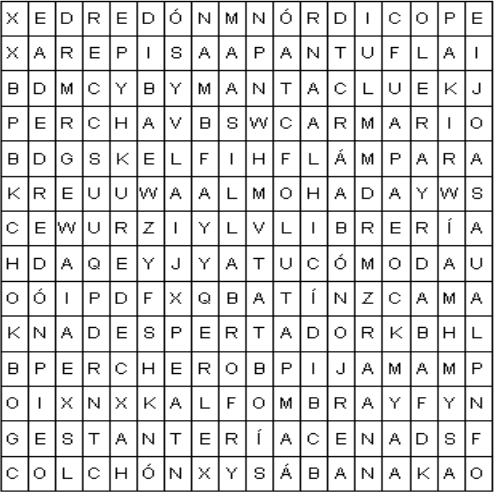 X E D R E D Ó N M N Ó R D I C O P E
X A R E P I S A A P A N T U F L A I
B D M C Y B Y M A N T A C L U E K J
P E R C H A V B S W C A R M A R I O
B D G S K E L F I H F L Á M P A R A
K R E U U W A A L M O H A D A Y W S
C E W U R Z I Y L V L I B R E R Í A
H D A Q E Y J Y A T U C Ó M O D A U
O Ó I P D F X Q B A T Í N Z C A M A
K N A D E S P E R T A D O R K B H L
B P E R C H E R O B P I J A M A M P
O I X N X K A L F O M B R A Y F Y N
G E S T A N T E R Í A C E N A D S F
C O L C H Ó N X Y S Á B A N A K A O